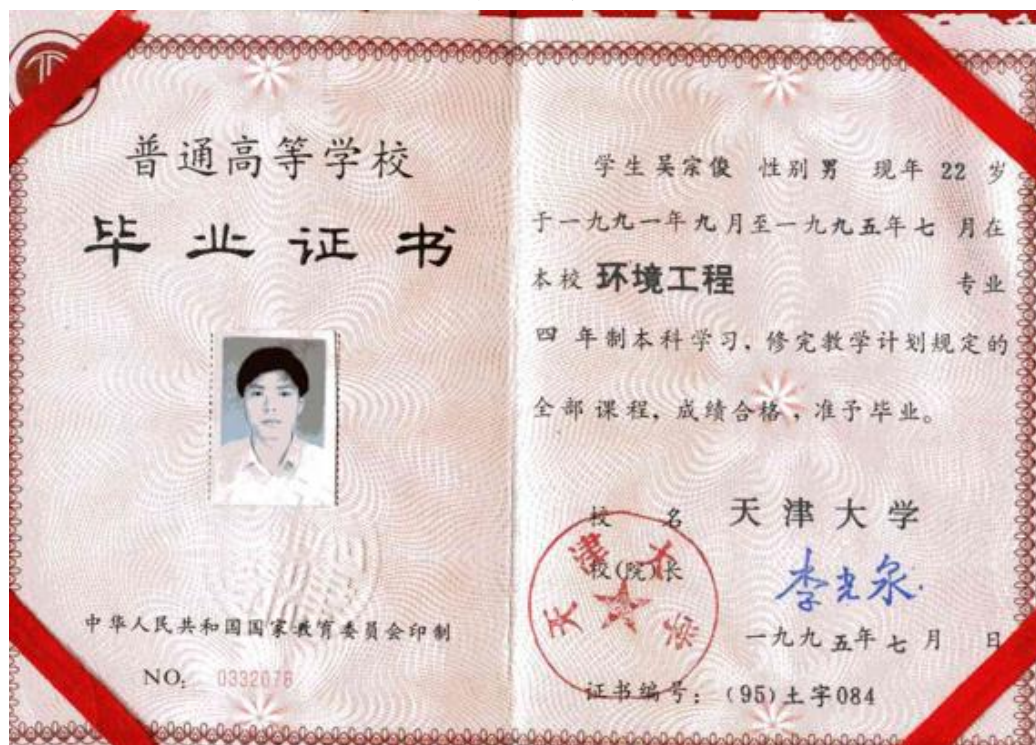 普通高等学校
毕业证书
中华人民共和国国家教育委员会印制
NO: 0332076
学生吴宗俊 性别男 现年 22 岁
于一九九一年九月至一九九五年七 月在
本校 环境工程 专业
四 年制本科学习，修完教学计划规定的
全部课程，成绩合格，准予毕业。
校 名 天津大学
校(院)长 李光泉
天津大学
一九九五年七月 日
证书编号：(95)土字084